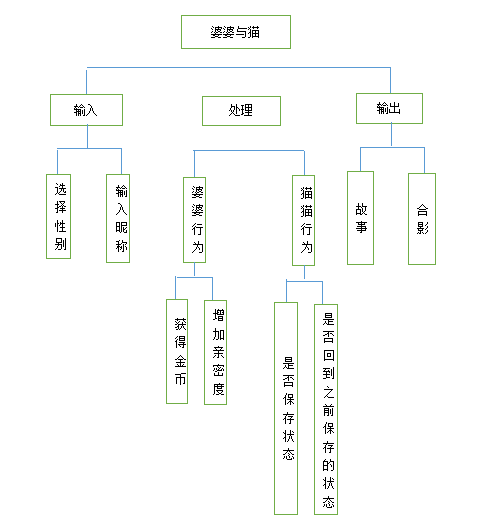 婆婆与猫
输入
处理
输出
选择性别
输入昵称
婆婆行为
猫猫行为
故事
合影
获得金币
增加亲密度
是否保存状态
是否回到之前保存的状态